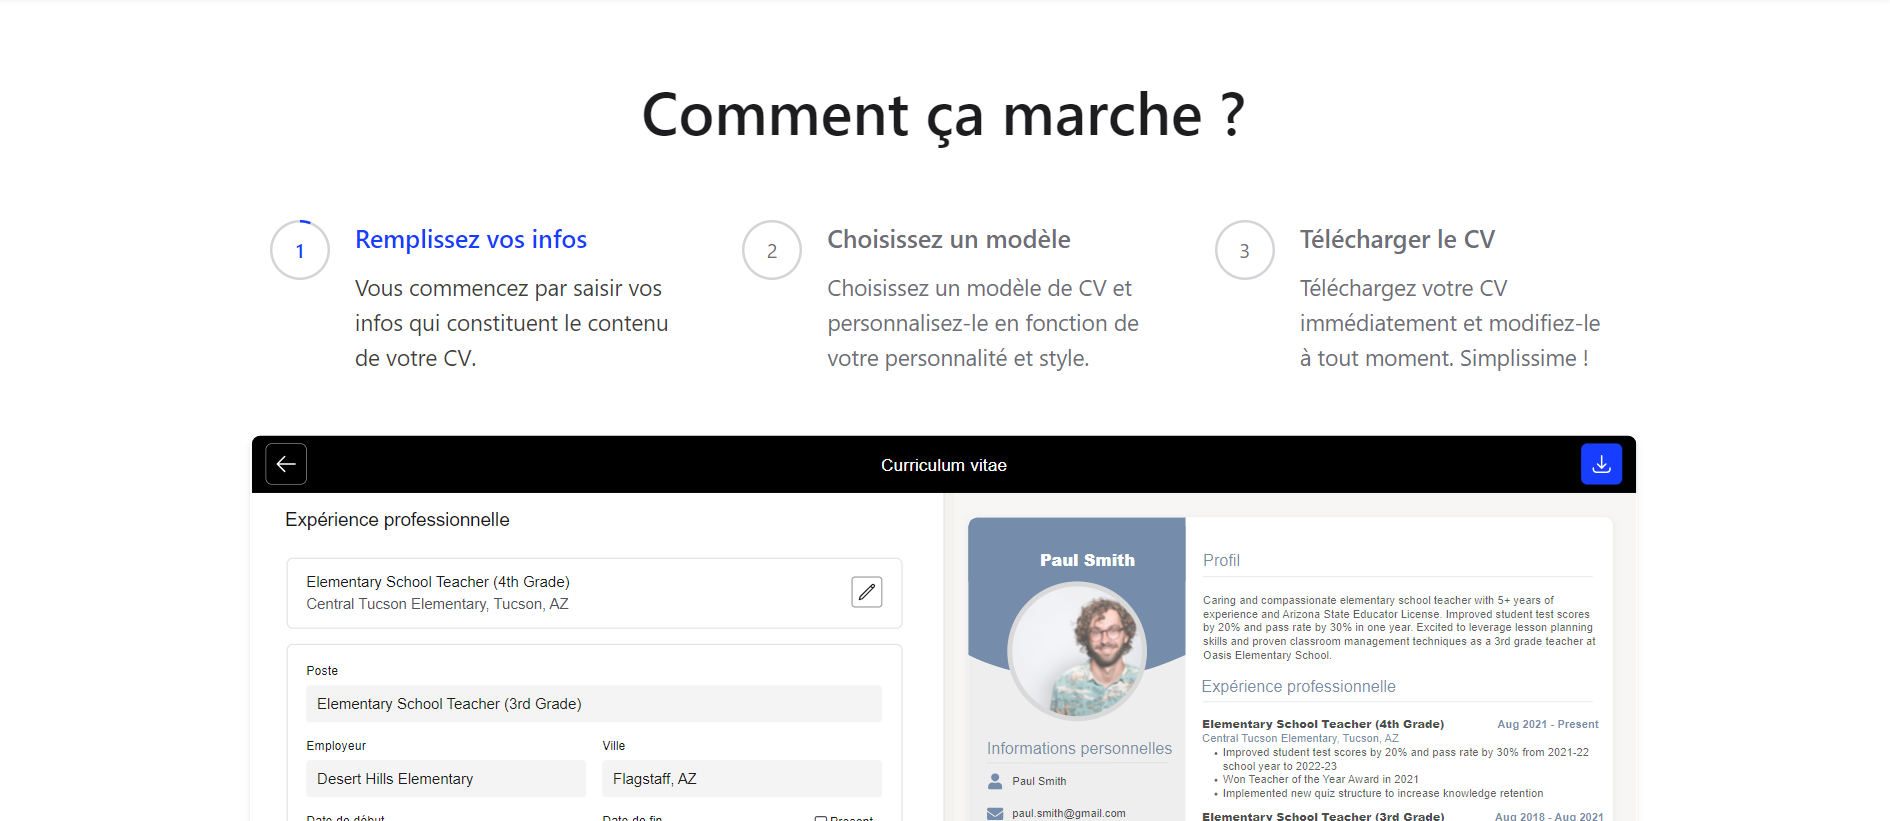 Comment ça marche ?
1
Remplissez vos infos
Vous commencez par saisir vos
infos qui constituent le contenu
de votre CV.
2
Choisissez un modèle
Choisissez un modèle de CV et
personnalisez-le en fonction de
votre personnalité et style.
3
Télécharger le CV
Téléchargez votre CV
immédiatement et modifiez-le
à tout moment. Simplissime !
Curriculum vitae
Expérience professionnelle
Elementary School Teacher (4th Grade)
Central Tucson Elementary, Tucson, AZ
Poste
Elementary School Teacher (3rd Grade)
Employeur
Ville
Desert Hills Elementary
Flagstaff, AZ
Date de début
Date de fin
Present
Paul Smith
Informations personnelles
Paul Smith
paul.smith@gmail.com
Profil
Caring and compassionate elementary school teacher with 5+ years of
experience and Arizona State Educator License. Improved student test scores
by 20% and pass rate by 30% in one year. Excited to leverage lesson planning
skills and proven classroom management techniques as a 3rd grade teacher at
Oasis Elementary School.
Expérience professionnelle
Elementary School Teacher (4th Grade) Aug 2021 - Present
Central Tucson Elementary, Tucson, AZ
• Improved student test scores by 20% and pass rate by 30% from 2021-22
school year to 2022-23
• Won Teacher of the Year Award in 2021
• Implemented new quiz structure to increase knowledge retention
Elementary School Teacher (3rd Grade) Aug 2018 - Aug 2021